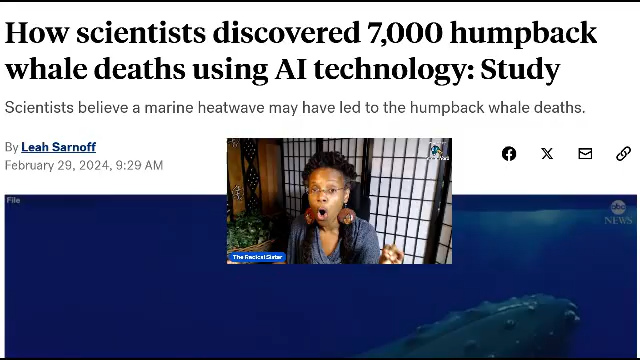 How scientists discovered 7,000 humpback
whale deaths using AI technology: Study
Scientists believe a marine heatwave may have led to the humpback whale deaths.
By Leah Sarnoff
February 29, 2024, 9:29 AM
File
abc
NEWS
The Radical Sister